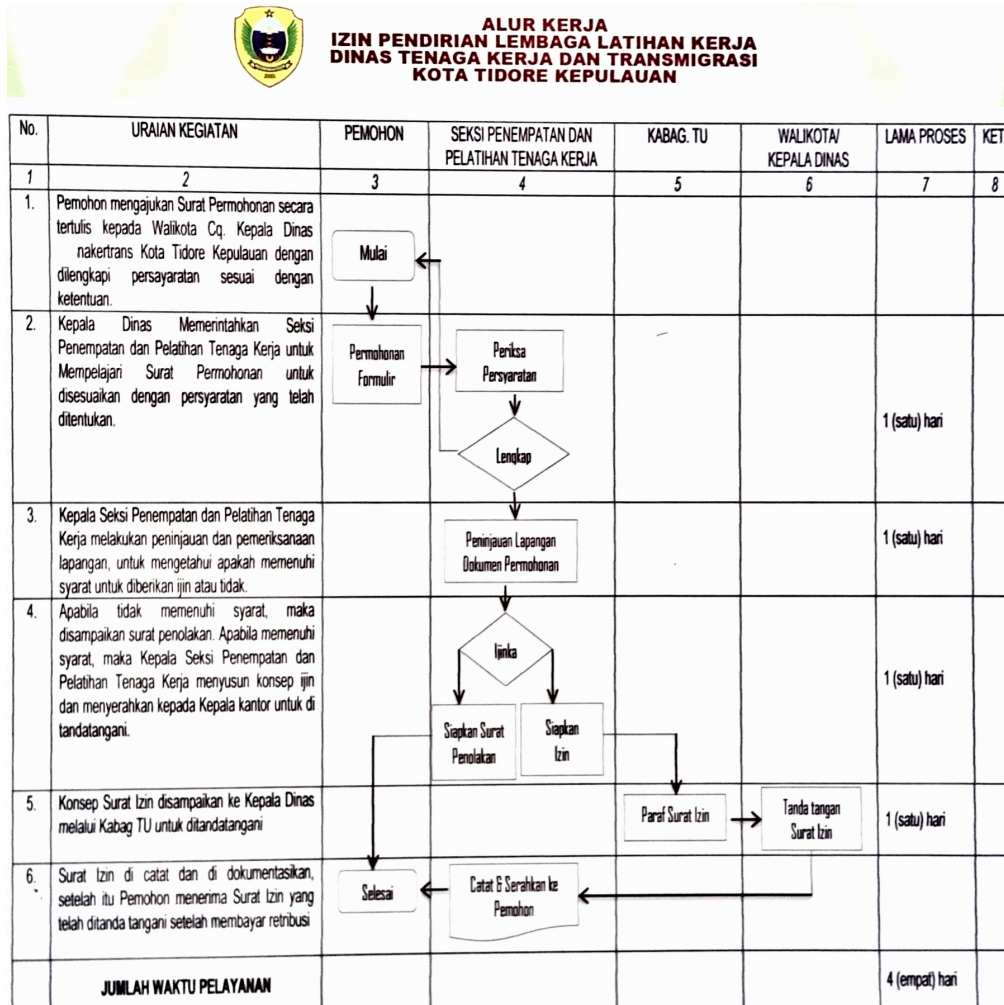 ALUR KERJA
IZIN PENDIRIAN LEMBAGA LATIHAN KERJA
DINAS TENAGA KERJA DAN TRANSMIGRASI
KOTA TIDORE KEPULAUAN
No. URAIAN KEGIATAN PEMOHON SEKSI PENEMPATAN DAN PELATIHAN TENAGA KERJA KABAG. TU WALIKOTA/ KEPALA DINAS LAMA PROSES KET
1 2 3 4 5 6 7 8
1. Pemohon mengajukan Surat Permohonan secara
tertulis kepada Walikota Cq. Kepala Dinas
nakertrans Kota Tidore Kepulauan dengan
dilengkapi persayaratan sesuai dengan
ketentuan.
Mulai
2. Kepala Dinas Memerintahkan Seksi
Penempatan dan Pelatihan Tenaga Kerja untuk
Mempelajari Surat Permohonan untuk
disesuaikan dengan persyaratan yang telah
ditentukan.
Permohonan
Formulir
Periksa
Persyaratan
Lengkap
1 (satu) hari
3. Kepala Seksi Penempatan dan Pelatihan Tenaga
Kerja melakukan peninjauan dan pemeriksanaan
lapangan, untuk mengetahui apakah memenuhi
syarat untuk diberikan ijin atau tidak.
Peninjauan Lapangan
Dokumen Permohonan
1 (satu) hari
4. Apabila tidak memenuhi syarat, maka
disampaikan surat penolakan. Apabila memenuhi
syarat, maka Kepala Seksi Penempatan dan
Pelatihan Tenaga Kerja menyusun konsep ijin
dan menyerahkan kepada Kepala kantor untuk di
tandatangani.
Ijinka
Siapkan Surat
Penolakan
Siapkan
Izin
1 (satu) hari
5. Konsep Surat Izin disampaikan ke Kepala Dinas
melalui Kabag TU untuk ditandatangani
Paraf Surat Izin
Tanda tangan
Surat Izin
1 (satu) hari
6. Surat Izin di catat dan di dokumentasikan,
setelah itu Pemohon menerima Surat Izin yang
telah ditanda tangani setelah membayar retribusi
Selesai
Catat & Serahkan ke
Pemohon
JUMLAH WAKTU PELAYANAN 4 (empat) hari